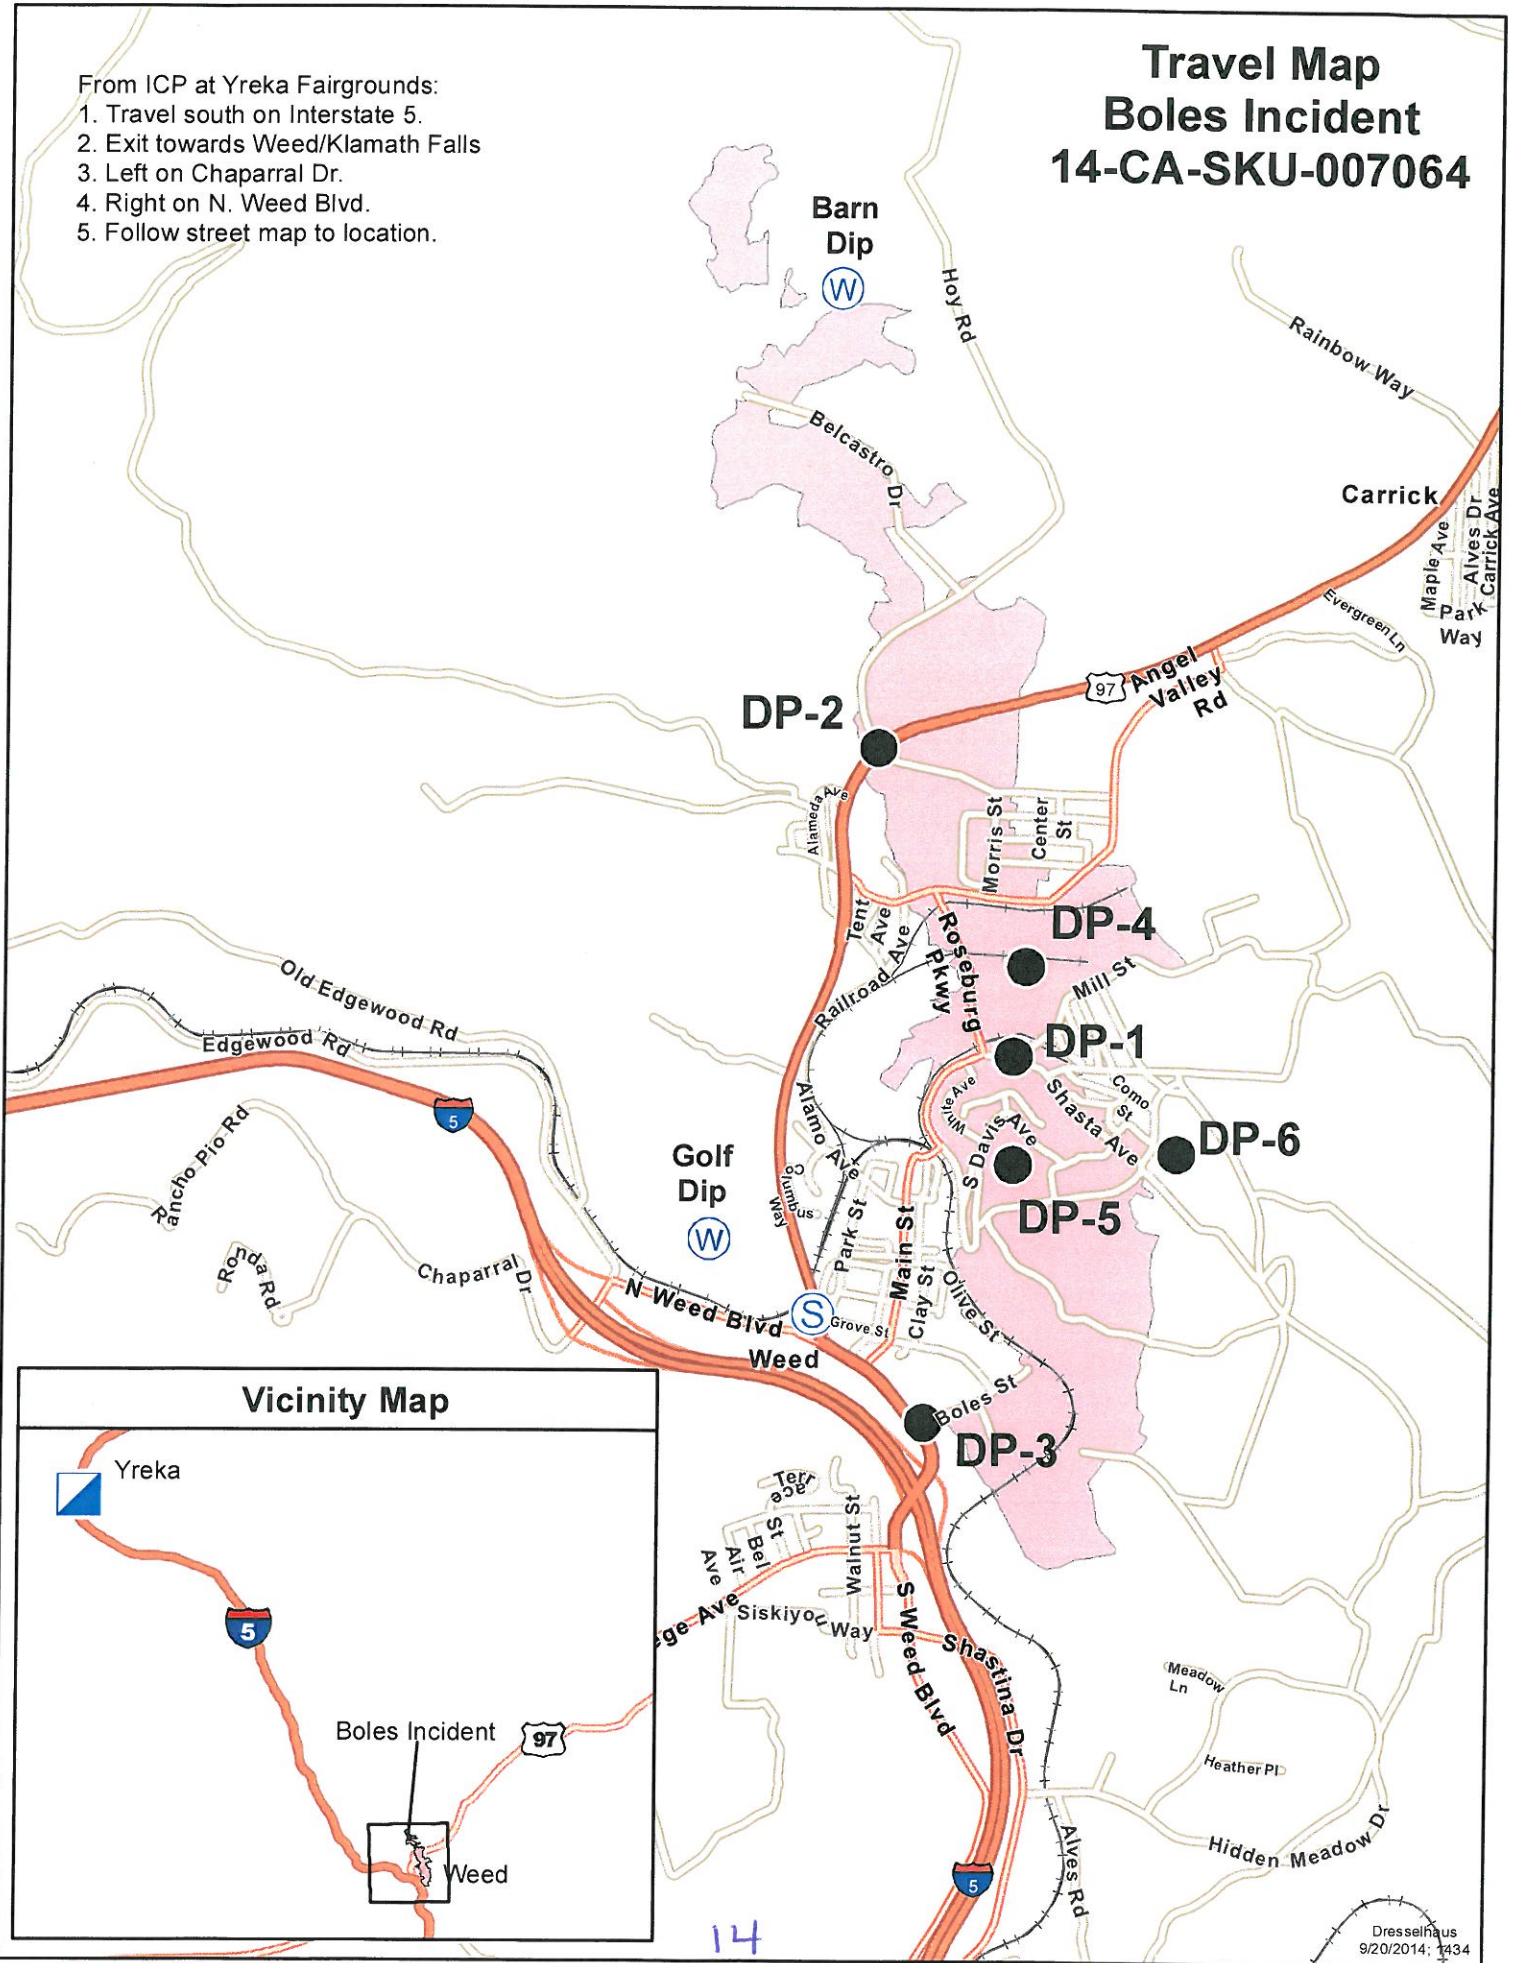 Travel Map
Boles Incident
14-CA-SKU-007064
From ICP at Yreka Fairgrounds:
1. Travel south on Interstate 5.
2. Exit towards Weed/Klamath Falls
3. Left on Chaparral Dr.
4. Right on N. Weed Blvd.
5. Follow street map to location.
Barn
Dip
W
Hoy Rd
Rainbow Way
Belcastro Dr
Carrick
Maple Ave
Alves Dr
Carrick Ave
Park
Way
Evergreen Ln
97
Angel
Valley
Rd
DP-2
Alameda Ave
Morris St
Center
St
Tent
Ave
Railroad Ave
Roseburg
Pkwy
DP-4
Mill St
Old Edgewood Rd
Edgewood Rd
5
DP-1
Como
St
Shasta Ave
White Ave
S Davis Ave
DP-6
DP-5
Alamo Ave
Columbus
Way
Golf
Dip
W
Rancho Pio Rd
Ronda Rd
Chaparral Dr
Park St
Main St
Clay St
Olive St
N Weed Blvd
S
Grove St
Weed
Boles St
DP-3
Terrace St
Bel
Air
Ave
Walnut St
ege Ave
Siskiyou Way
S Weed Blvd
Shastina Dr
Meadow
Ln
Heather Pl
Hidden Meadow Dr
Alves Rd
5
Vicinity Map
Yreka
5
Boles Incident
97
Weed
14
Dresselhaus
9/20/2014; 1434